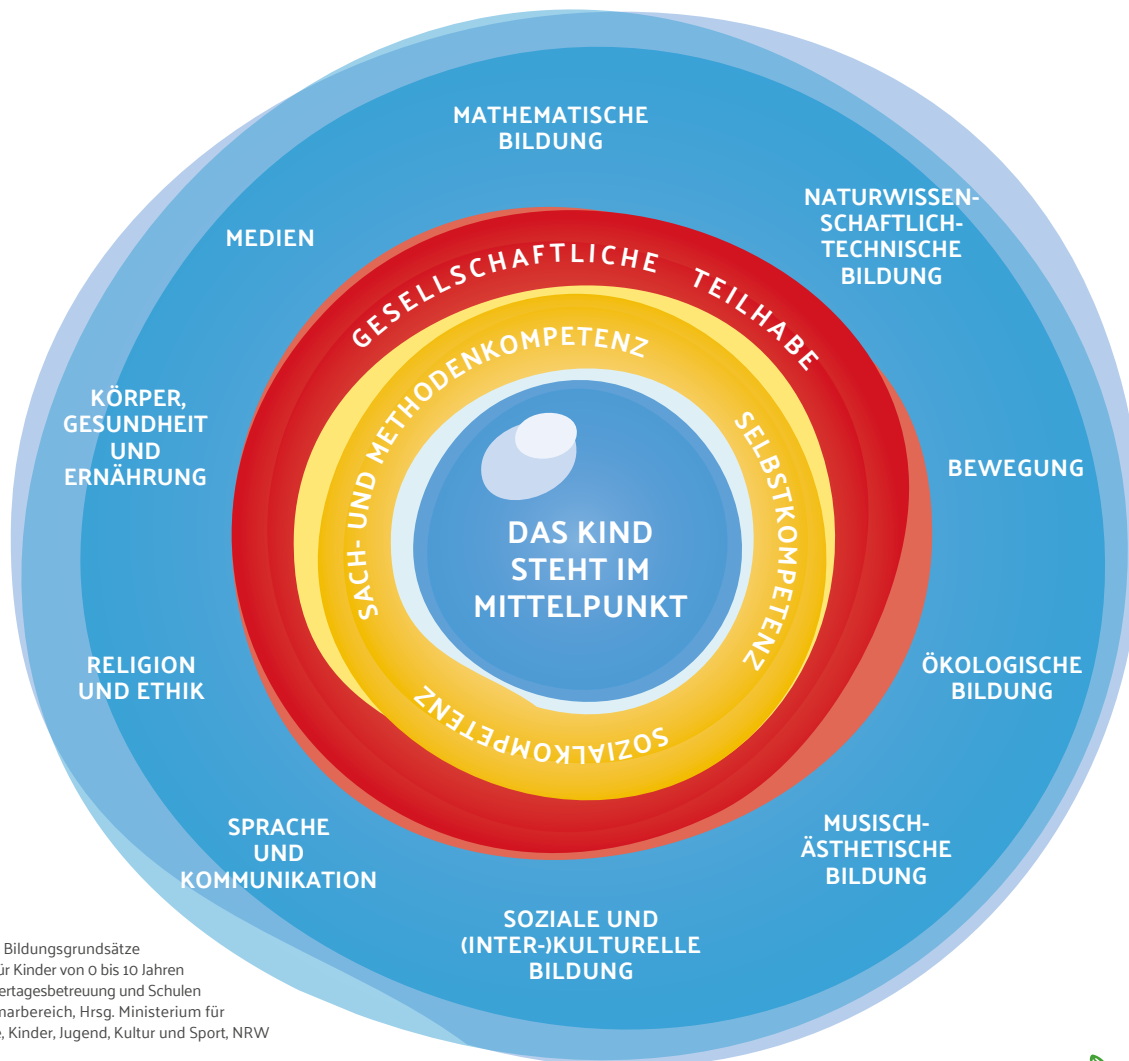 MATHEMATISCHE
BILDUNG
NATURWISSEN-
SCHAFTLICH-
TECHNISCHE
BILDUNG
MEDIEN
GESELLSCHAFTLICHE TEILHABE
SACH- UND METHODENKOMPETENZ
SELBSTKOMPETENZ
SOZIALKOMPETENZ
DAS KIND
STEHT IM
MITTELPUNKT
KÖRPER,
GESUNDHEIT
UND
ERNÄHRUNG
BEWEGUNG
RELIGION
UND ETHIK
ÖKOLOGISCHE
BILDUNG
SPRACHE
UND
KOMMUNIKATION
MUSISCH-
ÄSTHETISCHE
BILDUNG
SOZIALE UND
(INTER-)KULTURELLE
BILDUNG
Bildungsgrundsätze
für Kinder von 0 bis 10 Jahren
ertagesbetreuung und Schulen
marbereich, Hrsg. Ministerium für
e, Kinder, Jugend, Kultur und Sport, NRW